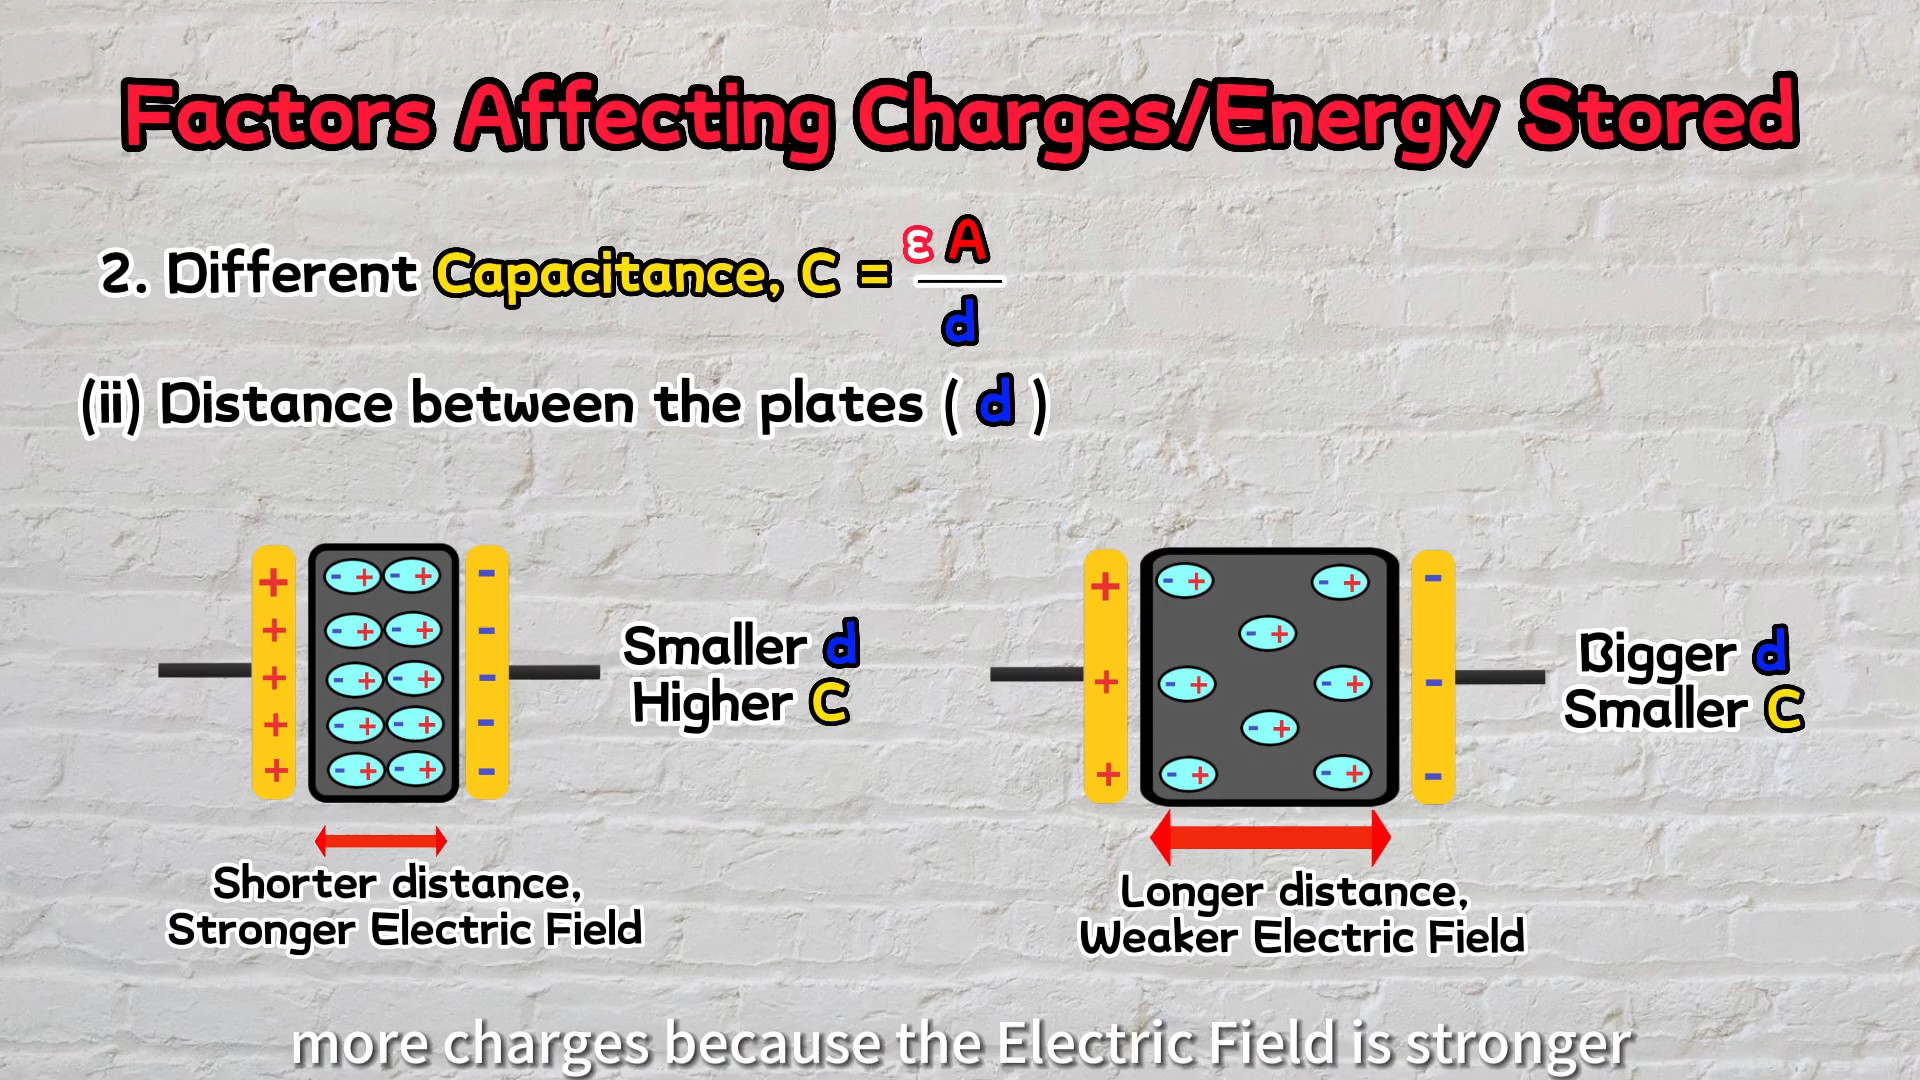 Factors Affecting Charges/Energy Stored
2. Different Capacitance, C = ε A
d
(ii) Distance between the plates ( d )
+ - + - + -
+ - + - + -
+ - + - + -
+ - + - + -
+ - + - + -
Smaller d
Higher C
Shorter distance,
Stronger Electric Field
+ - + - + -
- +
+ - + - + -
- +
+ - + - + -
Bigger d
Smaller C
Longer distance,
Weaker Electric Field
more charges because the Electric Field is stronger